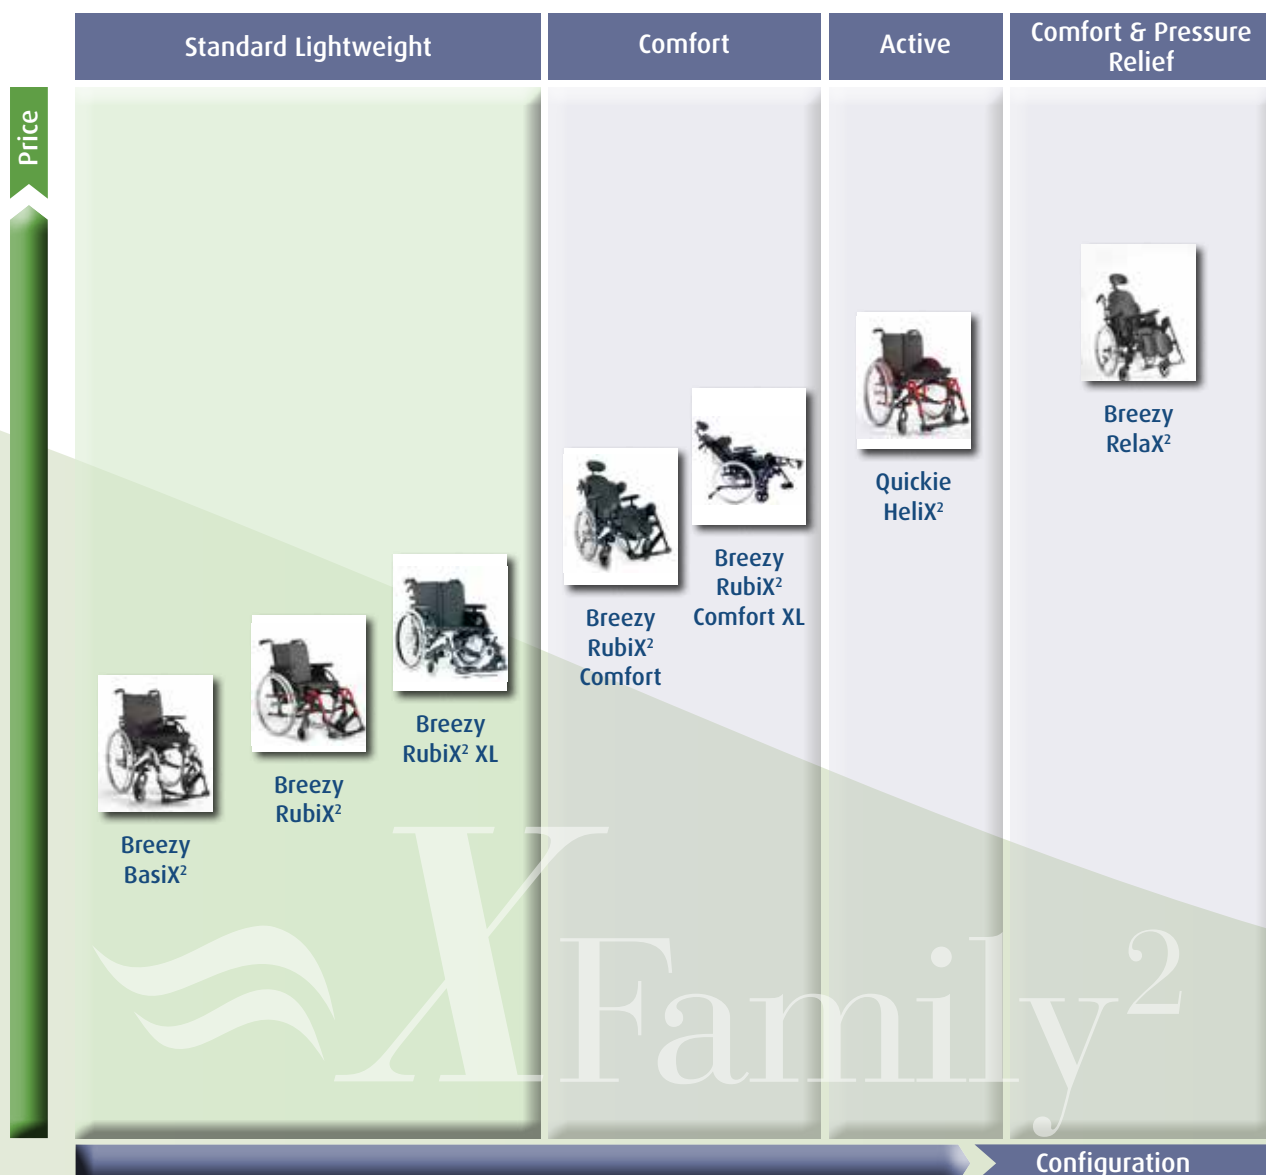 Standard Lightweight
Comfort
Active
Comfort & Pressure
Relief
Price
Breezy
RelaX²
Quickie
HeliX²
Breezy
RubiX²
Comfort XL
Breezy
RubiX²
Comfort
Breezy
RubiX² XL
Breezy
RubiX²
Breezy
BasiX²
XFamily²
Configuration